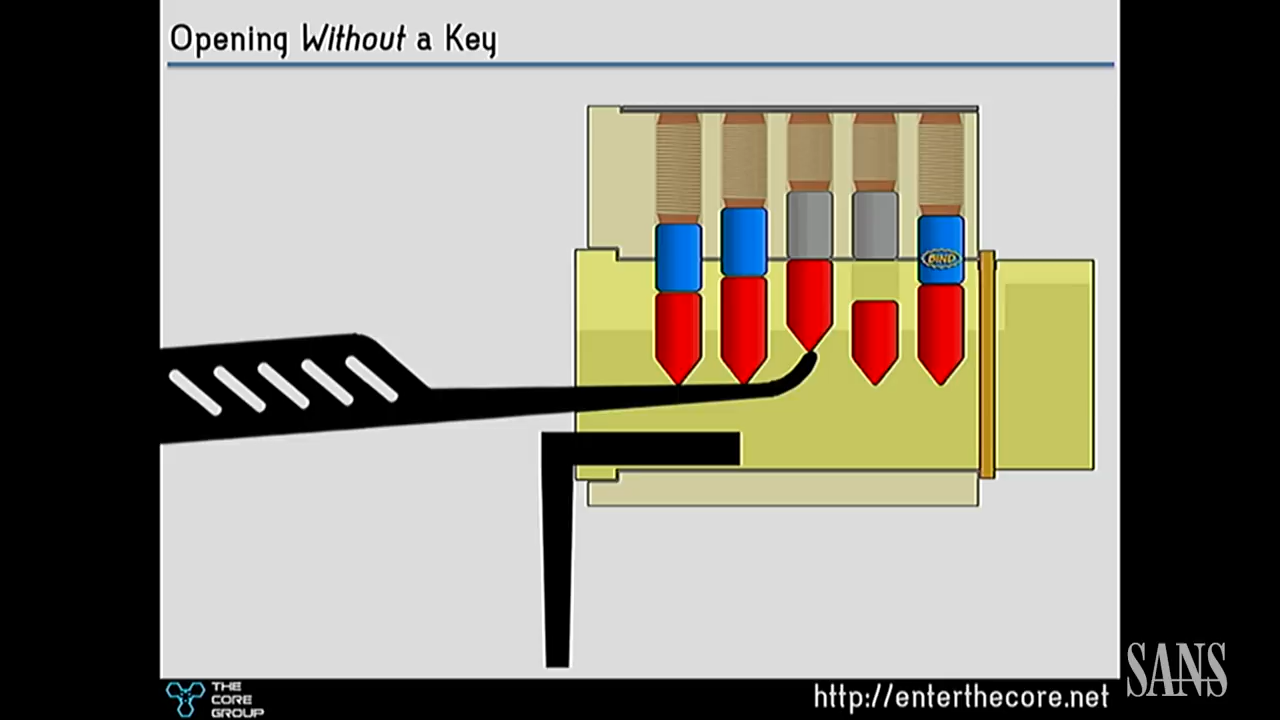 Opening Without a Key
BIND
THE
CORE
GROUP
http://enterthecore.net
SANS